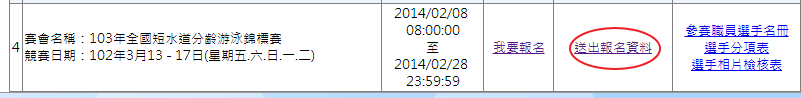 4
賽會名稱：103年全國短水道分齡游泳錦標賽
競賽日期：102年3月13 - 17日(星期五.六.日.一.二)
2014/02/08
08:00:00
至
2014/02/28
23:59:59
我要報名
送出報名資料
參賽職員選手名冊
選手分項表
選手相片檢核表